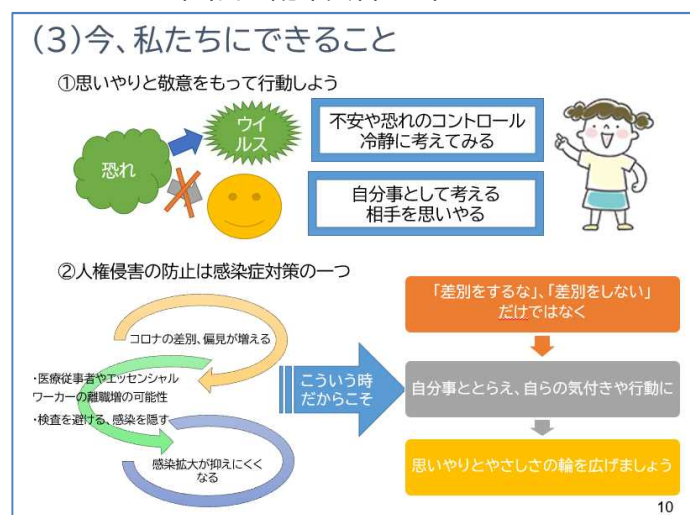 (3)今、私たちにできること
①思いやりと敬意をもって行動しよう
恐れ
ウイ
ルス
不安や恐れのコントロール
冷静に考えてみる
自分事として考える
相手を思いやる
②人権侵害の防止は感染症対策の一つ
コロナの差別、偏見が増える
・医療従事者やエッセンシャル
ワーカーの離職増の可能性
・検査を避ける、感染を隠す
感染拡大が抑えにくく
なる
こういう時
だからこそ
「差別をするな」、「差別をしない」
だけではなく
自分事ととらえ、自らの気付きや行動に
思いやりとやさしさの輪を広げましょう
10